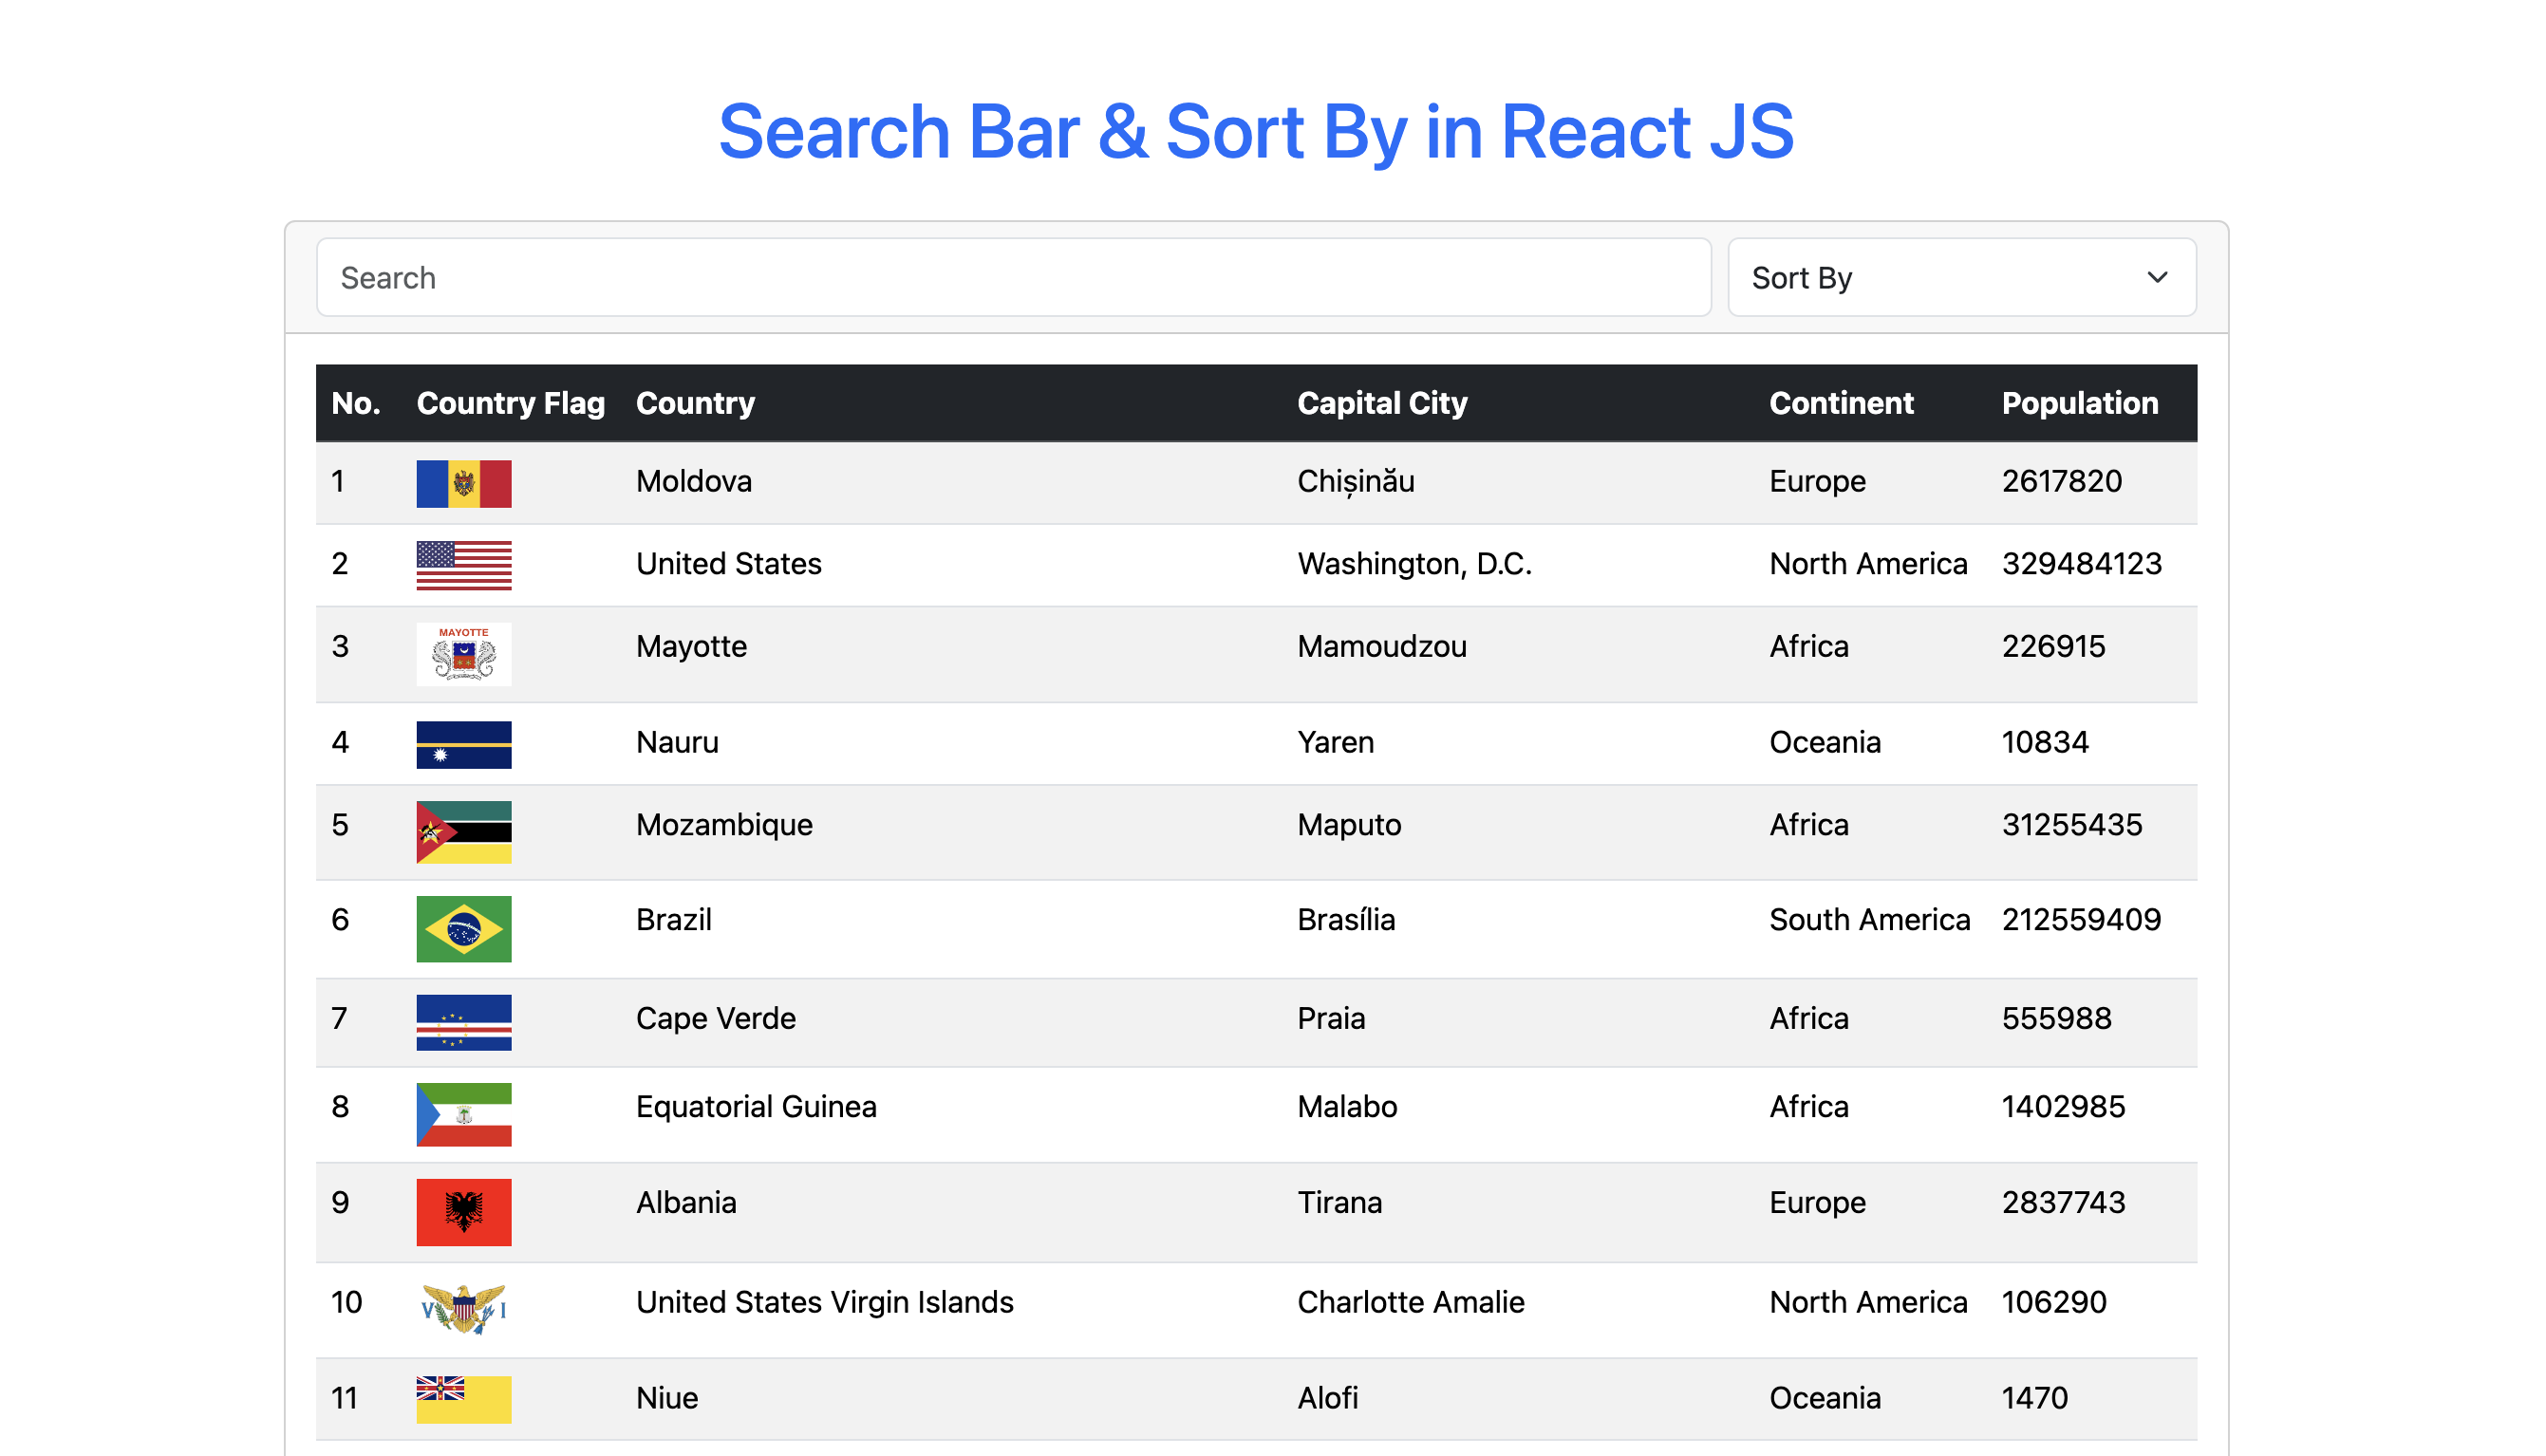 Search Bar & Sort By in React JS
Search Sort By
No. Country Flag Country Capital City Continent Population
1 Moldova Chișinău Europe 2617820
2 United States Washington, D.C. North America 329484123
MAYOTTE
3 Mayotte Mamoudzou Africa 226915
4 Nauru Yaren Oceania 10834
5 Mozambique Maputo Africa 31255435
6 Brazil Brasília South America 212559409
7 Cape Verde Praia Africa 555988
8 Equatorial Guinea Malabo Africa 1402985
9 Albania Tirana Europe 2837743
10 V I United States Virgin Islands Charlotte Amalie North America 106290
11 Niue Alofi Oceania 1470